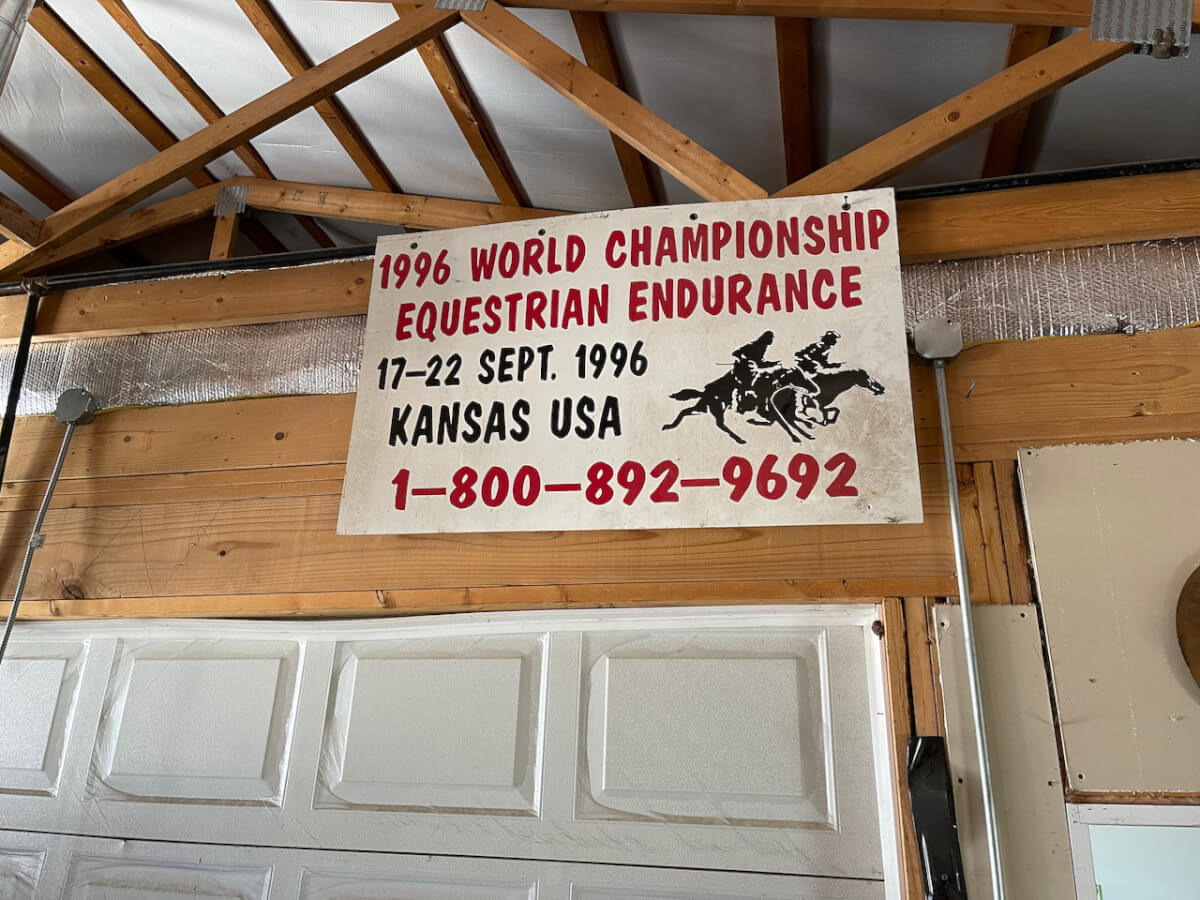 1996 WORLD CHAMPIONSHIP
EQUESTRIAN ENDURANCE
17–22 SEPT. 1996
KANSAS USA
1–800–892–9692